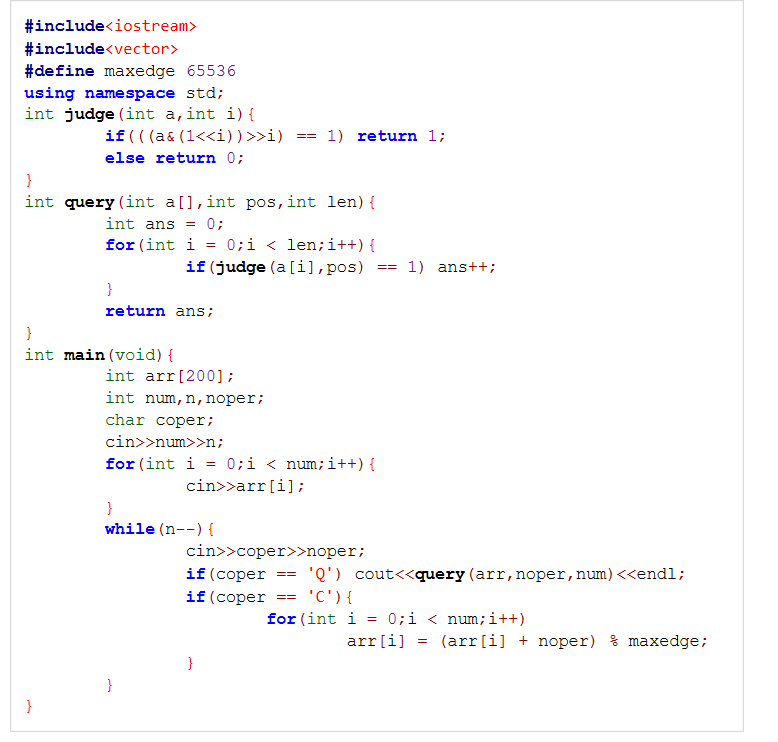 #include<iostream>
#include<vector>
#define maxedge 65536
using namespace std;
int judge(int a,int i){
        if(((a&(1<<i))>>i) == 1) return 1;
        else return 0;
}
int query(int a[],int pos,int len){
        int ans = 0;
        for(int i = 0;i < len;i++){
                if(judge(a[i],pos) == 1) ans++;
        }
        return ans;
}
int main(void){
        int arr[200];
        int num,n,noper;
        char coper;
        cin>>num>>n;
        for(int i = 0;i < num;i++){
                cin>>arr[i];
        }
        while(n--){
                cin>>coper>>noper;
                if(coper == 'Q') cout<<query(arr,noper,num)<<endl;
                if(coper == 'C'){
                        for(int i = 0;i < num;i++)
                                arr[i] = (arr[i] + noper) % maxedge;
                }
        }
}